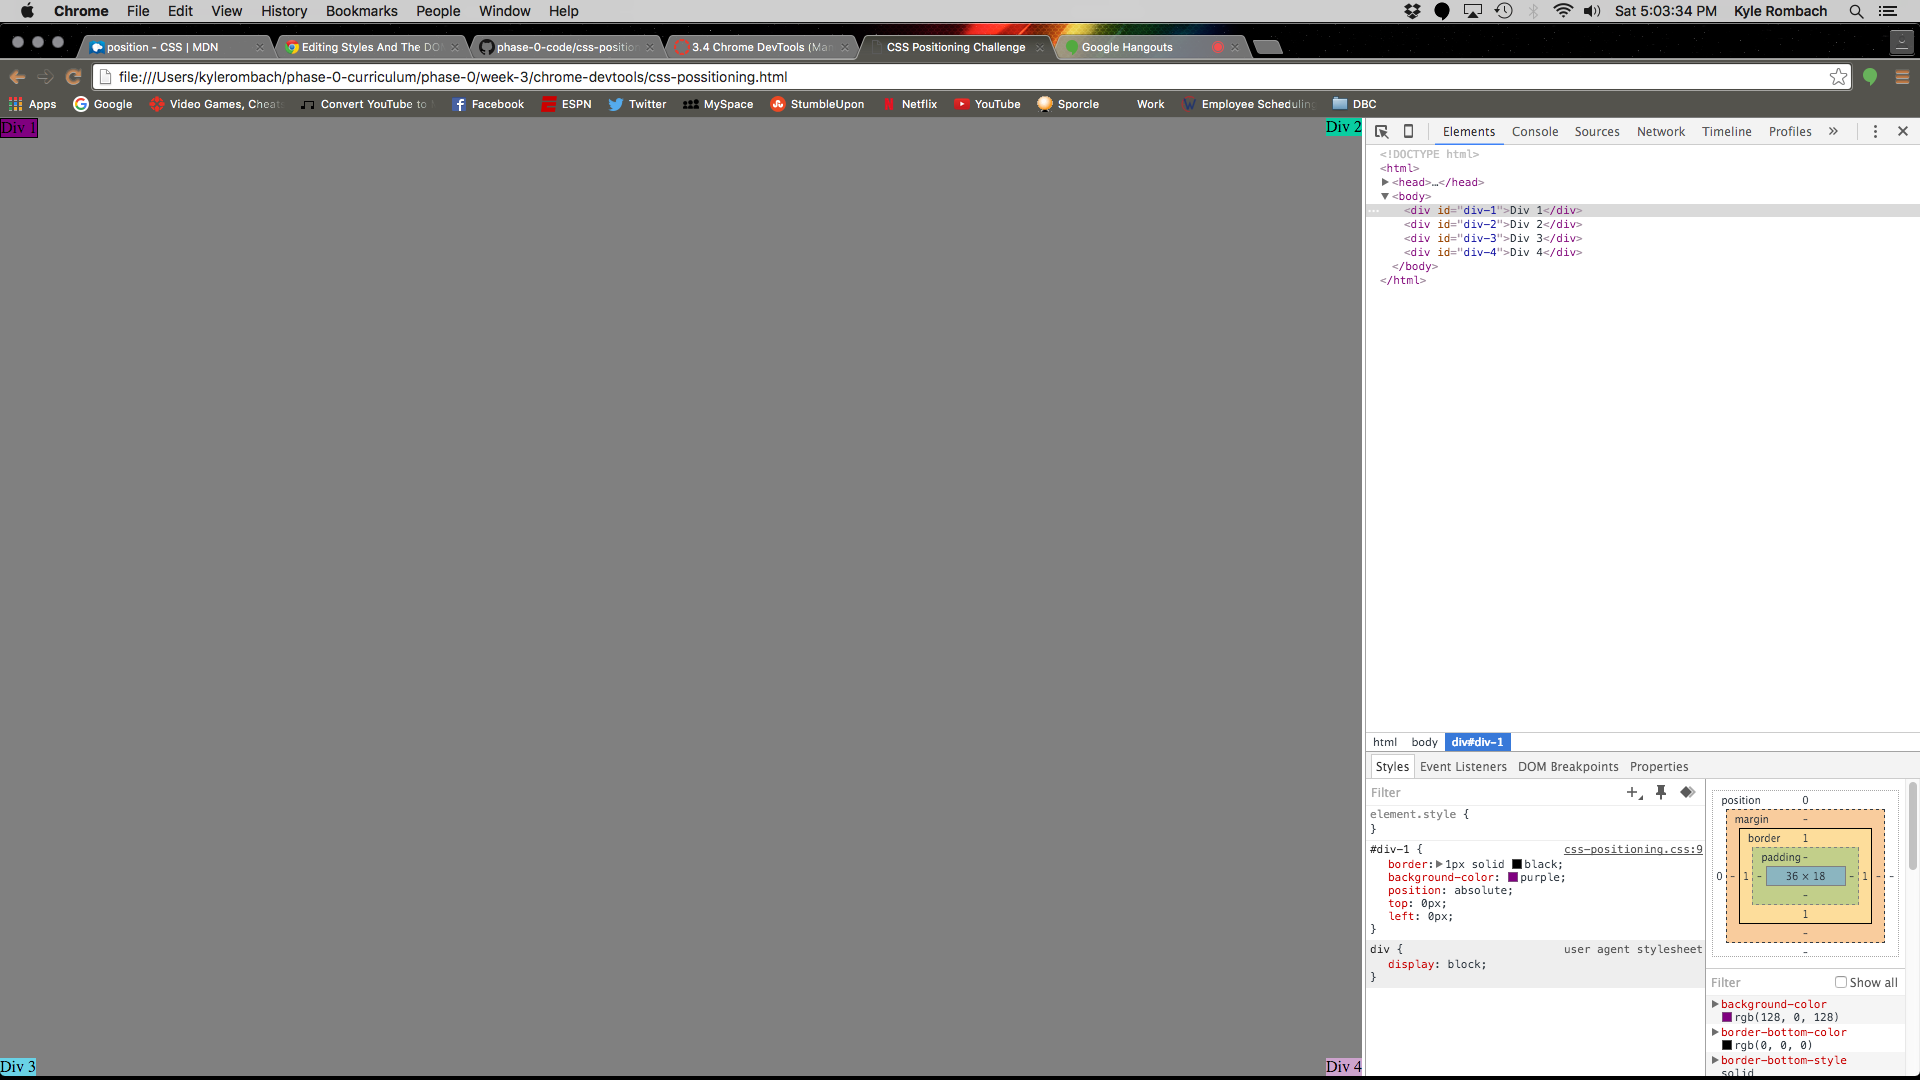 Chrome File Edit View History Bookmarks People Window Help Sat 5:03:34 PM Kyle Rombach
position - CSS | MDN Editing Styles And The DO phase-0-code/css-position 3.4 Chrome DevTools (Man CSS Positioning Challenge Google Hangouts
file:///Users/kylerombach/phase-0-curriculum/phase-0/week-3/chrome-devtools/css-possitioning.html
Apps Google Video Games, Cheats Convert YouTube to Facebook ESPN Twitter MySpace StumbleUpon Netflix YouTube Sporcle Work Employee Scheduling DBC
Div 1
Div 2
Div 3
Div 4
Elements Console Sources Network Timeline Profiles »
<!DOCTYPE html>
<html>
<head>…</head>
<body>
<div id="div-1">Div 1</div>
<div id="div-2">Div 2</div>
<div id="div-3">Div 3</div>
<div id="div-4">Div 4</div>
</body>
</html>
html body div#div-1
Styles Event Listeners DOM Breakpoints Properties
Filter
element.style {
}
#div-1 { css-positioning.css:9
border: 1px solid black;
background-color: purple;
position: absolute;
top: 0px;
left: 0px;
}
div { user agent stylesheet
display: block;
}
position 0
margin -
border 1
padding -
0 - 1 - 36 × 18 - 1 - -
-
1
-
-
Filter Show all
background-color
rgb(128, 0, 128)
border-bottom-color
rgb(0, 0, 0)
border-bottom-style
solid